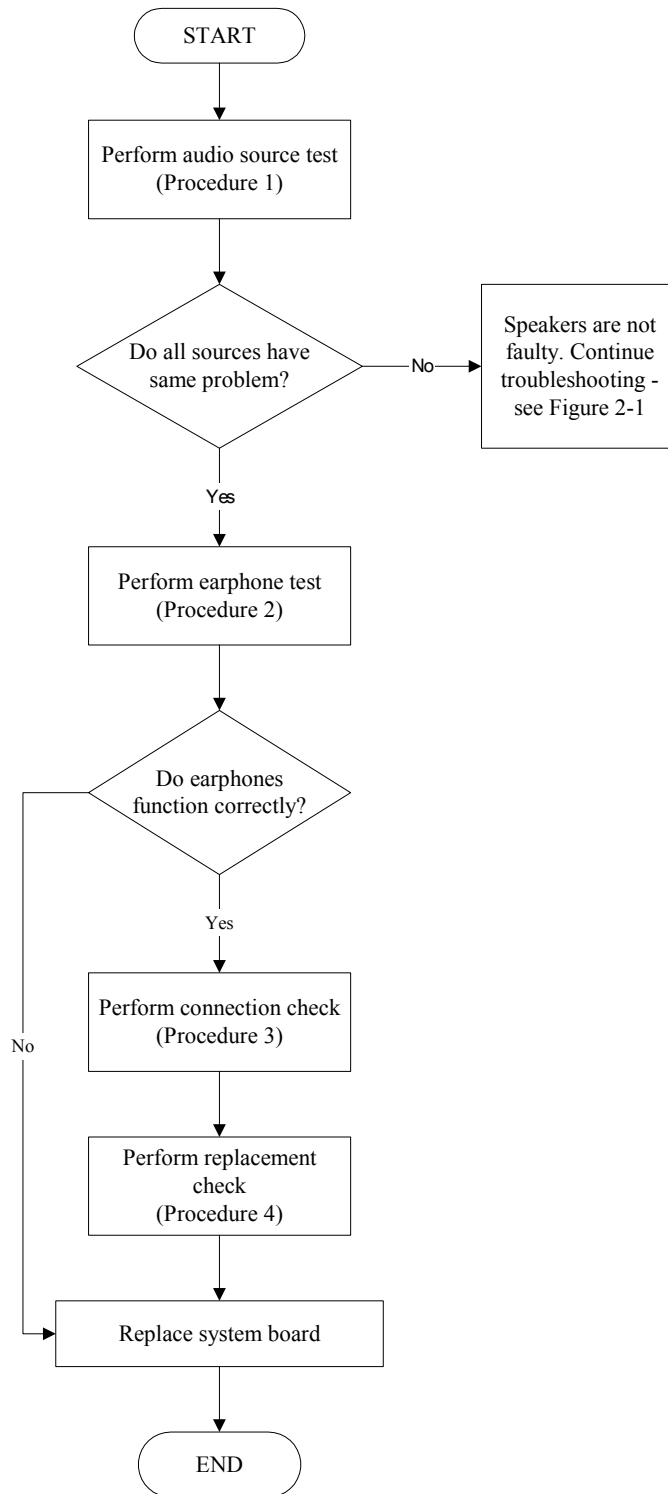 START
Perform audio source test
(Procedure 1)
Do all sources have
same problem?
No
Speakers are not
faulty. Continue
troubleshooting -
see Figure 2-1
Yes
Perform earphone test
(Procedure 2)
Do earphones
function correctly?
Yes
Perform connection check
(Procedure 3)
No
Perform replacement
check
(Procedure 4)
Replace system board
END